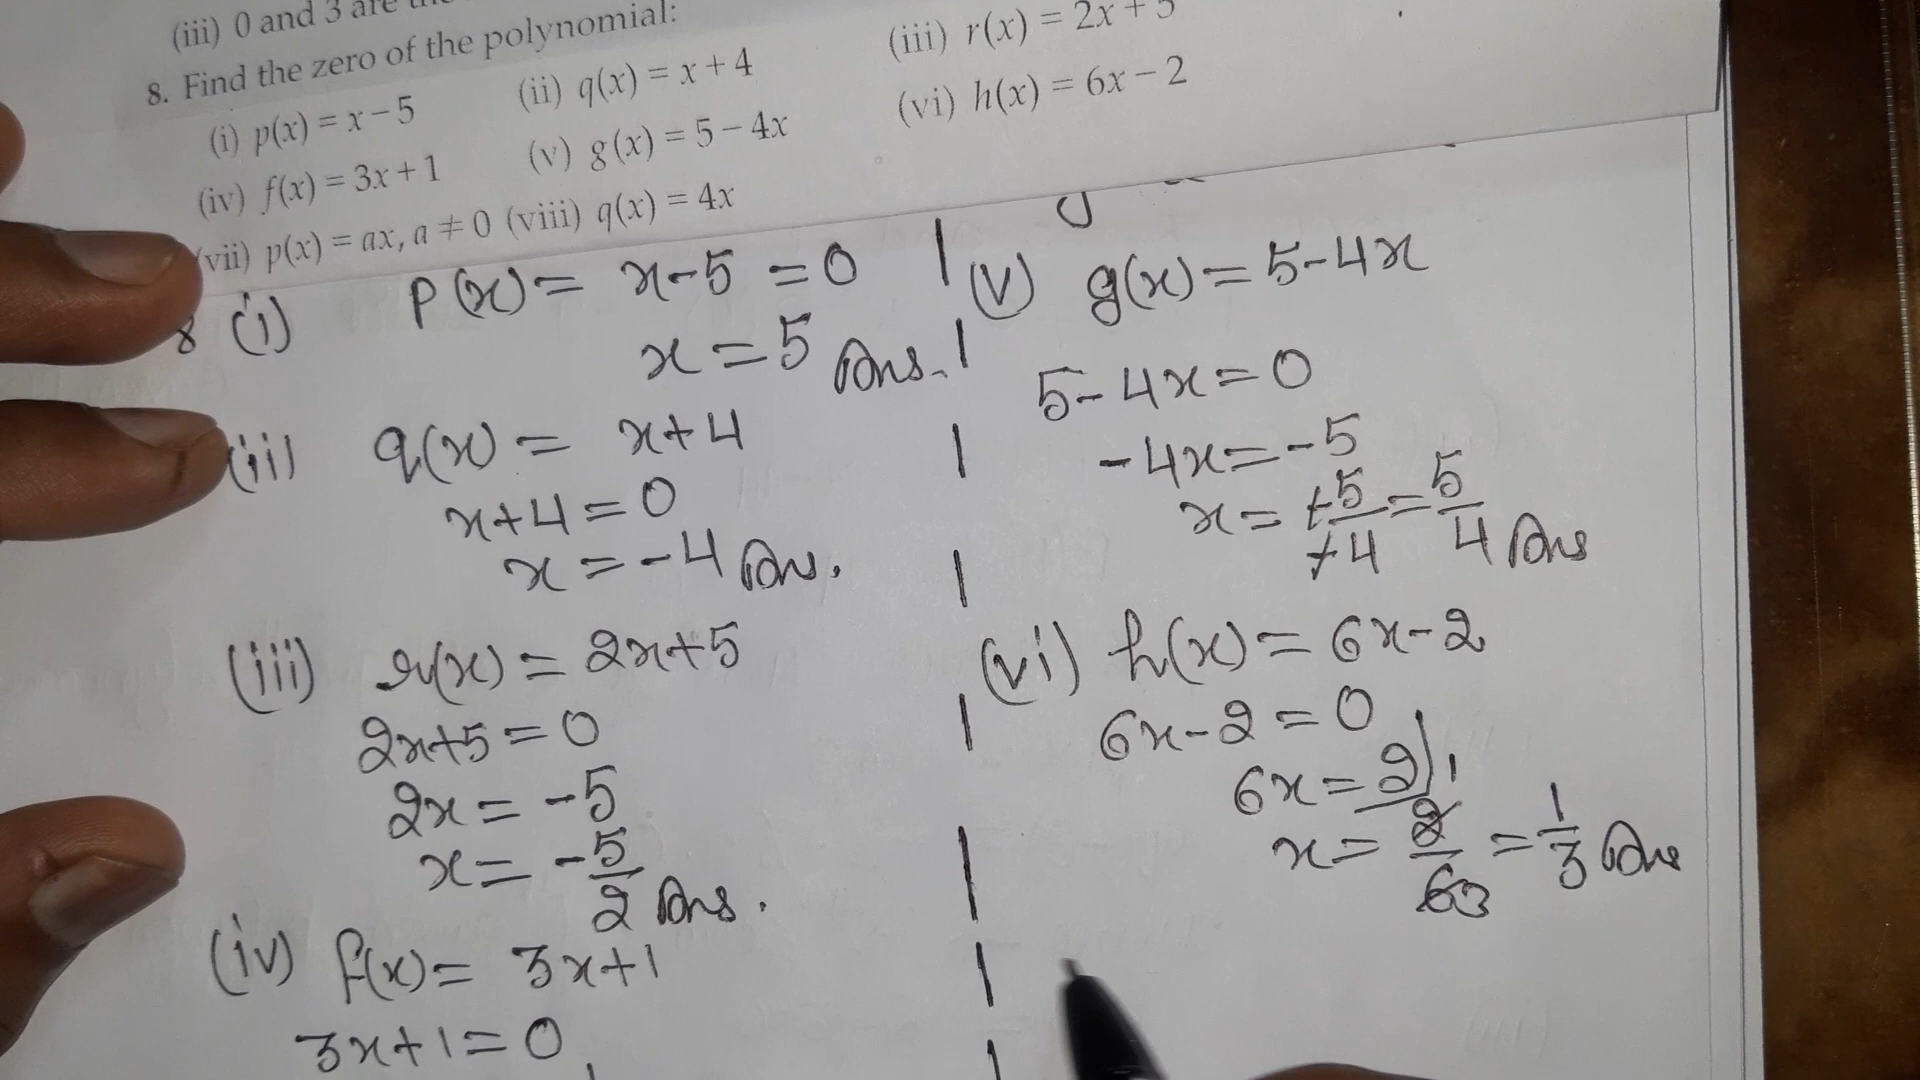 (iii) 0 and 3 are the
8. Find the zero of the polynomial:
(i) p(x) = x − 5 (ii) q(x) = x + 4 (iii) r(x) = 2x + 5
(iv) f(x) = 3x + 1 (v) g(x) = 5 − 4x (vi) h(x) = 6x − 2
(vii) p(x) = ax, a ≠ 0 (viii) q(x) = 4x
8 (i) p(x) = x-5 = 0
x = 5 Ans.
(ii) q(x) = x+4
x+4 = 0
x = -4 Ans.
(iii) r(x) = 2x+5
2x+5 = 0
2x = -5
x = -5/2 Ans.
(iv) f(x) = 3x+1
3x+1 = 0
(v) g(x) = 5-4x
5-4x = 0
-4x = -5
x = -5/-4 = 5/4 Ans
(vi) h(x) = 6x-2
6x-2 = 0
6x = 2
x = 2/6 = 1/3 Ans